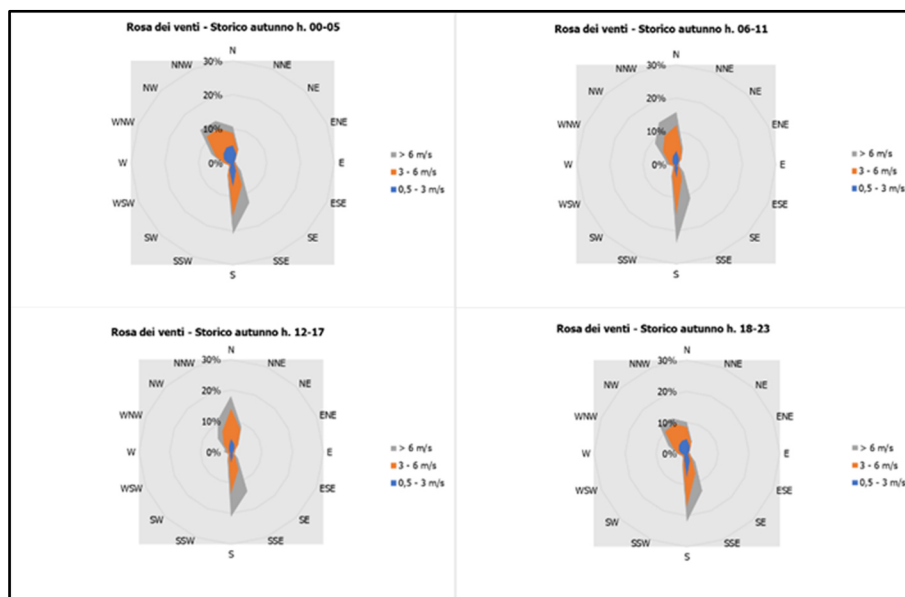 Rosa dei venti - Storico autunno h. 00-05
N
30%
NNW
NNE
NW
NE
20%
WNW
ENE
10%
W
0%
E
WSW
ESE
SW
SE
SSW
SSE
S
> 6 m/s
3 - 6 m/s
0,5 - 3 m/s
Rosa dei venti - Storico autunno h. 06-11
N
30%
NNW
NNE
NW
NE
20%
WNW
ENE
10%
W
0%
E
WSW
ESE
SW
SE
SSW
SSE
S
> 6 m/s
3 - 6 m/s
0,5 - 3 m/s
Rosa dei venti - Storico autunno h. 12-17
N
30%
NNW
NNE
NW
NE
20%
WNW
ENE
10%
W
0%
E
WSW
ESE
SW
SE
SSW
SSE
S
> 6 m/s
3 - 6 m/s
0,5 - 3 m/s
Rosa dei venti - Storico autunno h. 18-23
N
30%
NNW
NNE
NW
NE
20%
WNW
ENE
10%
W
0%
E
WSW
ESE
SW
SE
SSW
SSE
S
> 6 m/s
3 - 6 m/s
0,5 - 3 m/s